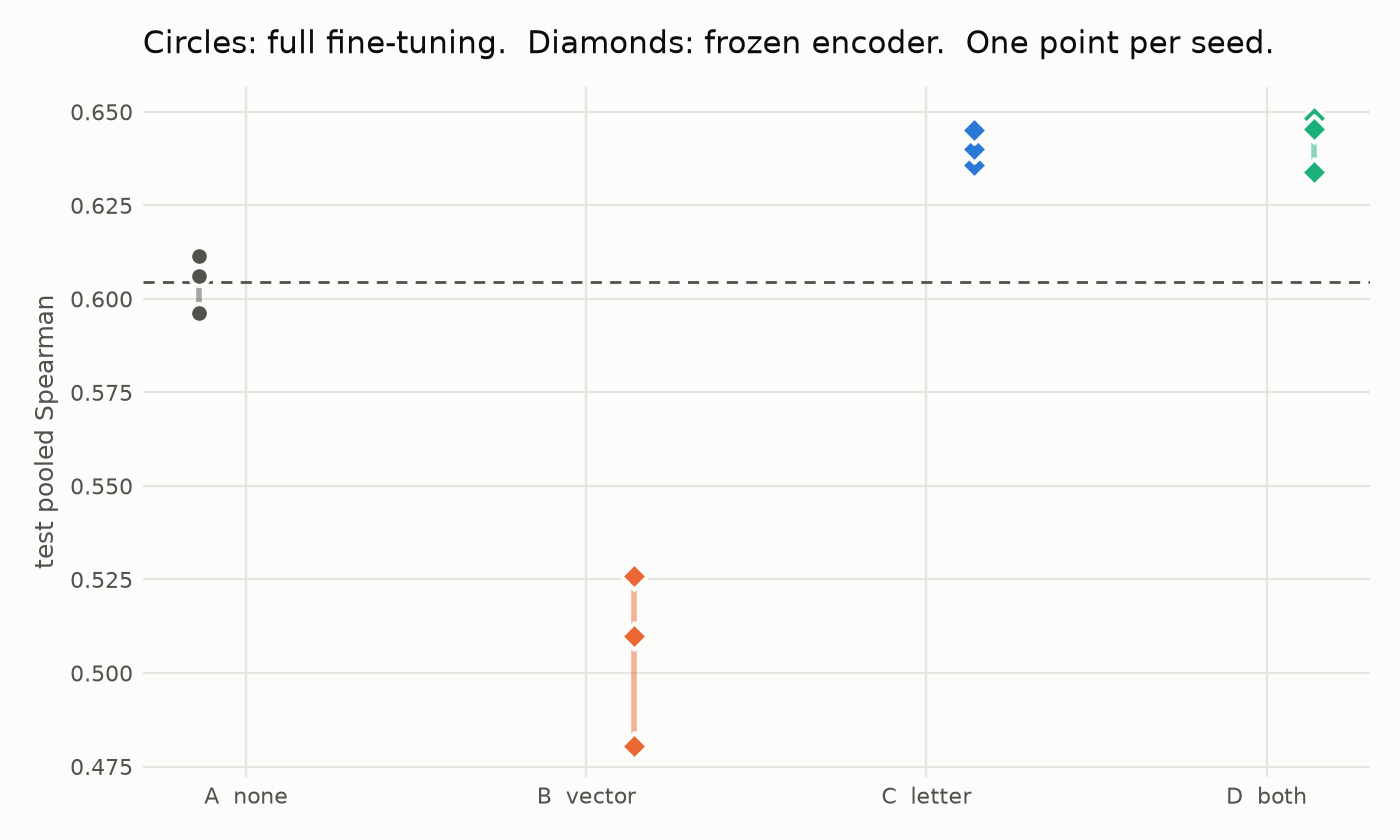 Circles: full fine-tuning.  Diamonds: frozen encoder.  One point per seed.
test pooled Spearman
0.650
0.625
0.600
0.575
0.550
0.525
0.500
0.475
A  none
B  vector
C  letter
D  both